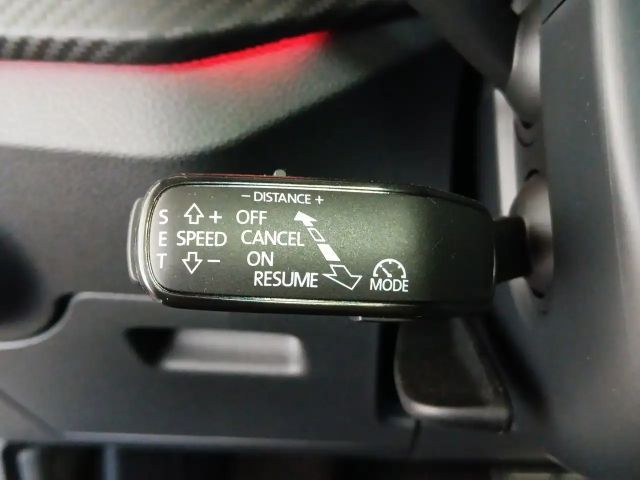 − DISTANCE +
S + OFF
E SPEED CANCEL
T − ON
RESUME
MODE